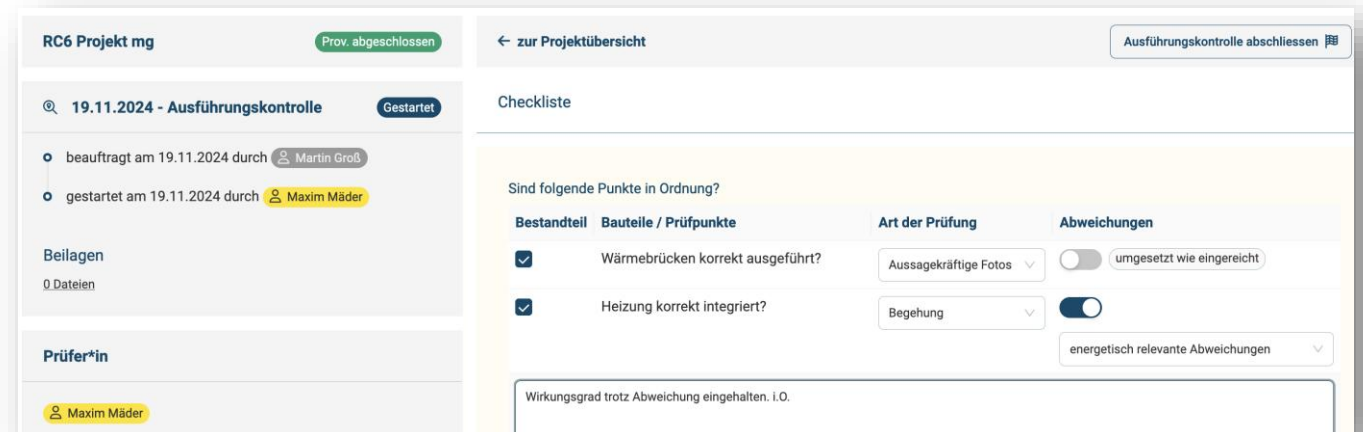 RC6 Projekt mg
Prov. abgeschlossen
19.11.2024 - Ausführungskontrolle
Gestartet
beauftragt am 19.11.2024 durch Martin Groß
gestartet am 19.11.2024 durch Maxim Mäder
Beilagen
0 Dateien
Prüfer*in
Maxim Mäder
← zur Projektübersicht
Ausführungskontrolle abschliessen
Checkliste
Sind folgende Punkte in Ordnung?
Bestandteil Bauteile / Prüfpunkte Art der Prüfung Abweichungen
Wärmebrücken korrekt ausgeführt? Aussagekräftige Fotos umgesetzt wie eingereicht
Heizung korrekt integriert? Begehung
energetisch relevante Abweichungen
Wirkungsgrad trotz Abweichung eingehalten. i.O.